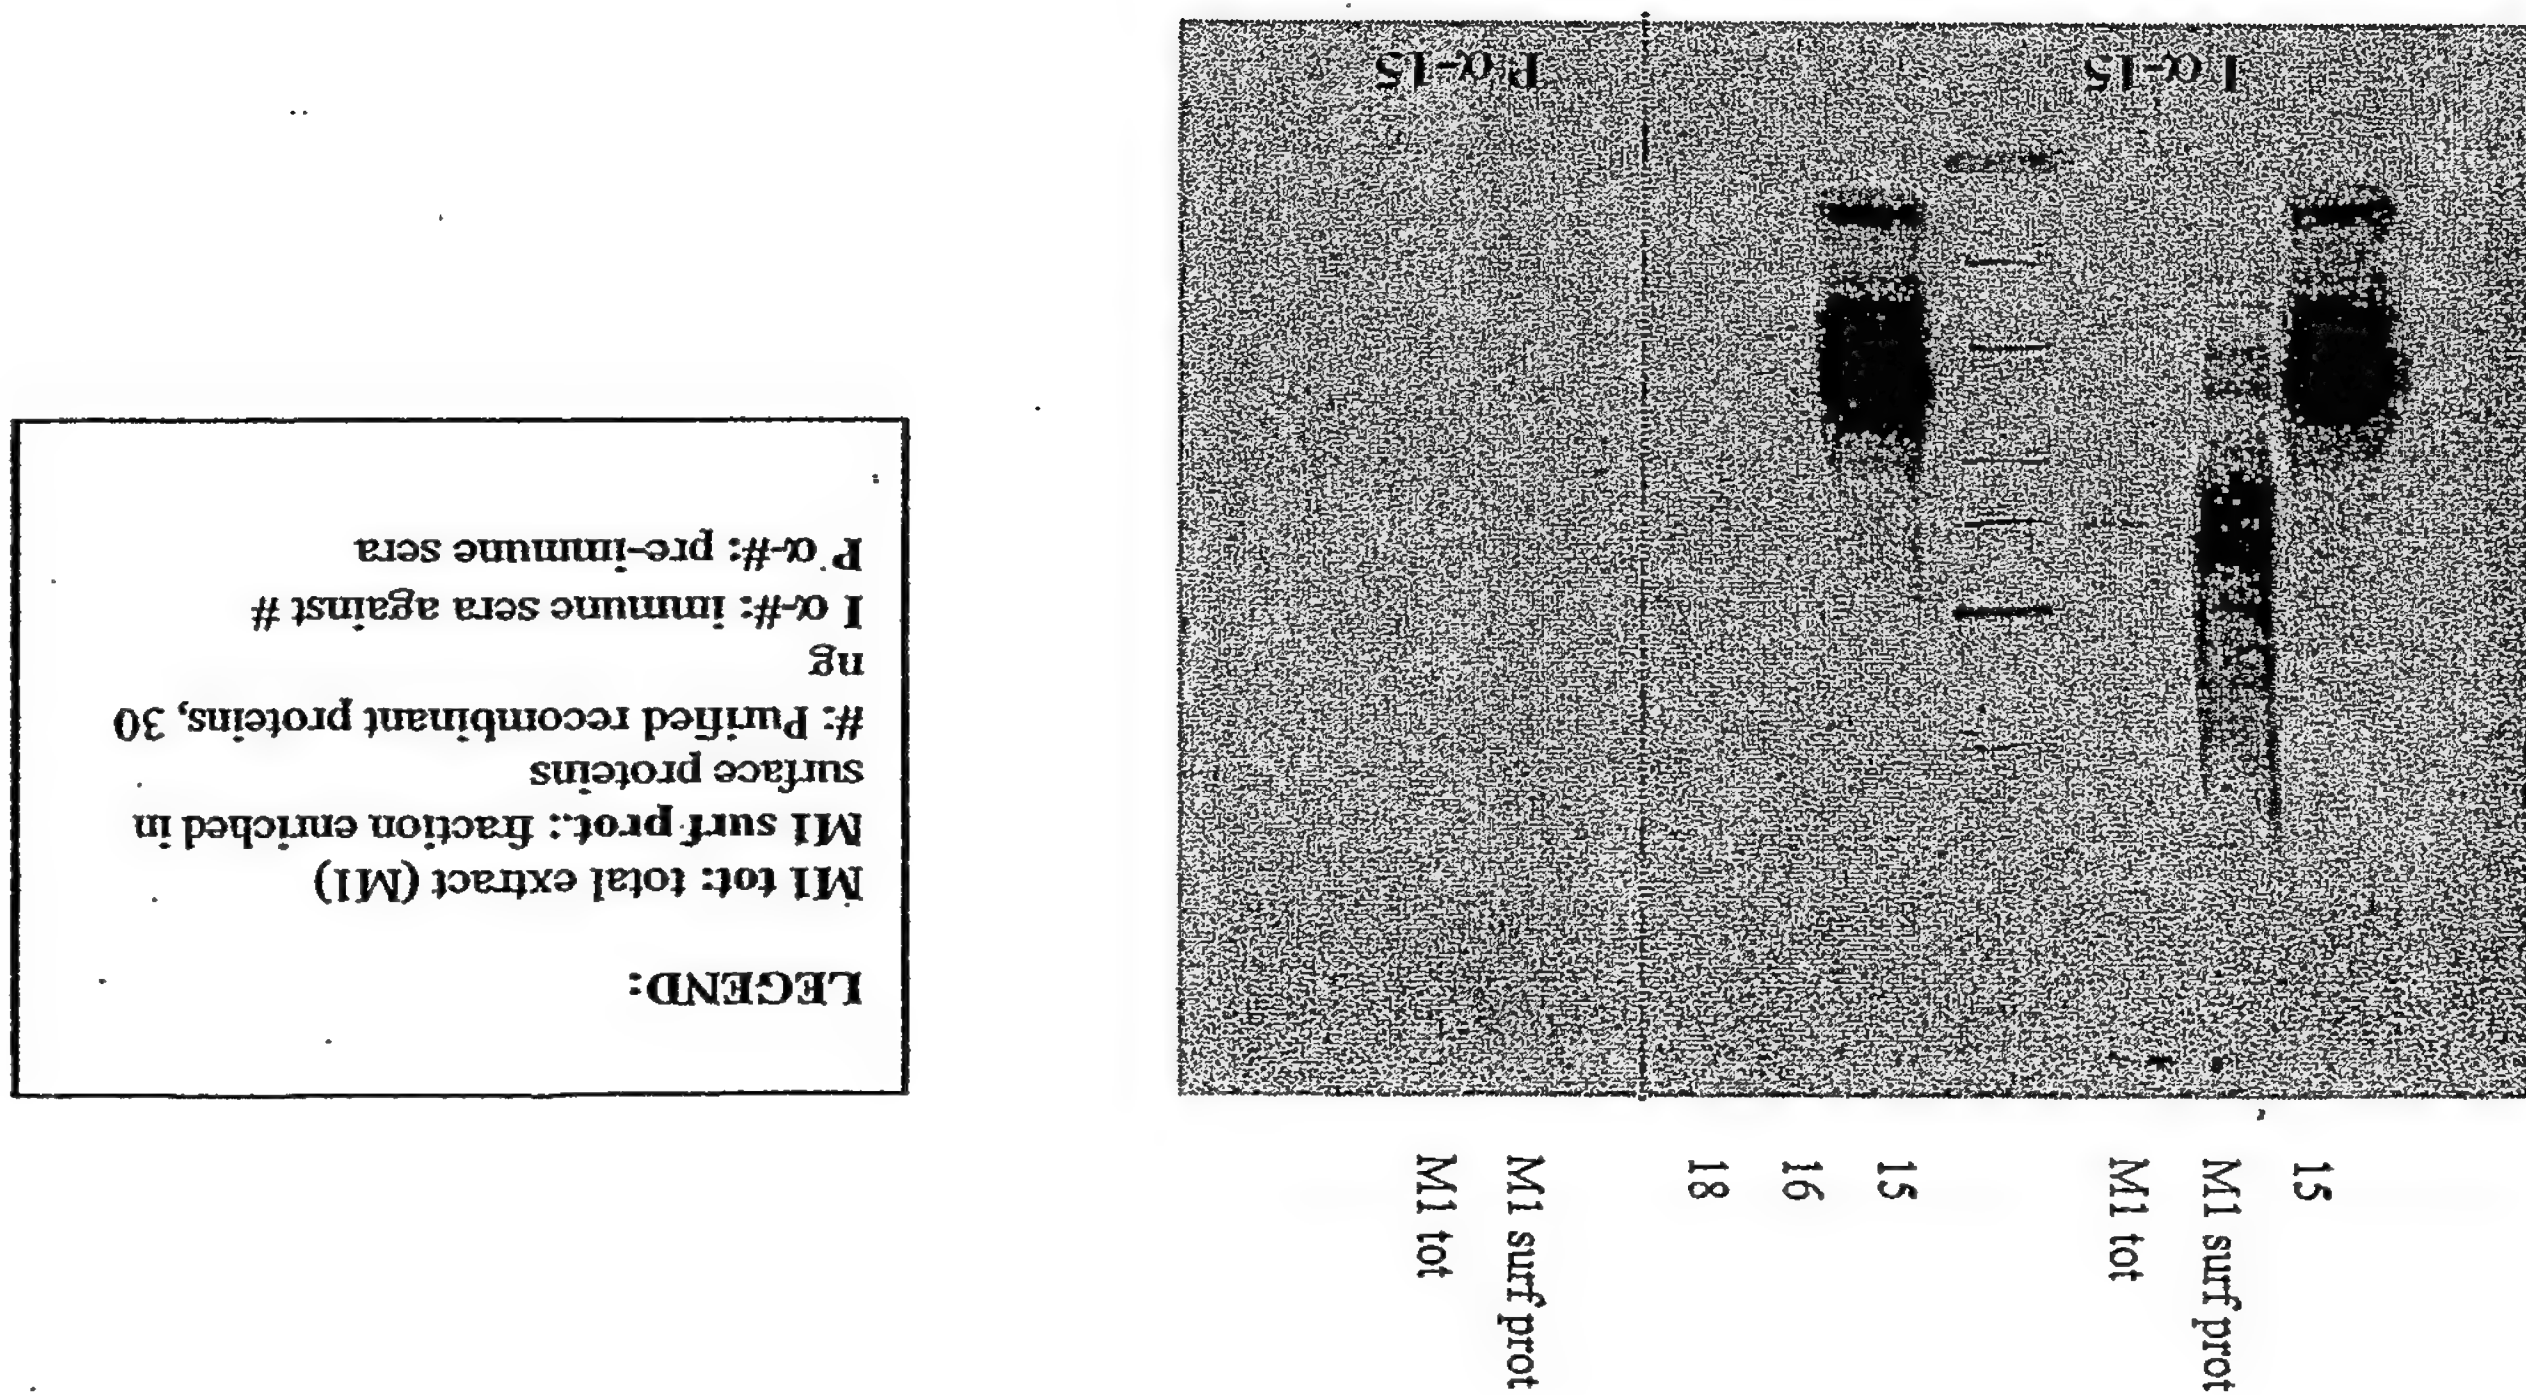 LEGEND:
M1 tot: total extract (M1)
M1 surf prot.: fraction enriched in
surface proteins
#: Purified recombinant proteins, 30
ng
I α-#: immune sera against #
P α-#: pre-immune sera
I α-15
P α-15
15
M1 surf prot
M1 tot
15
16
18
M1 surf prot
M1 tot